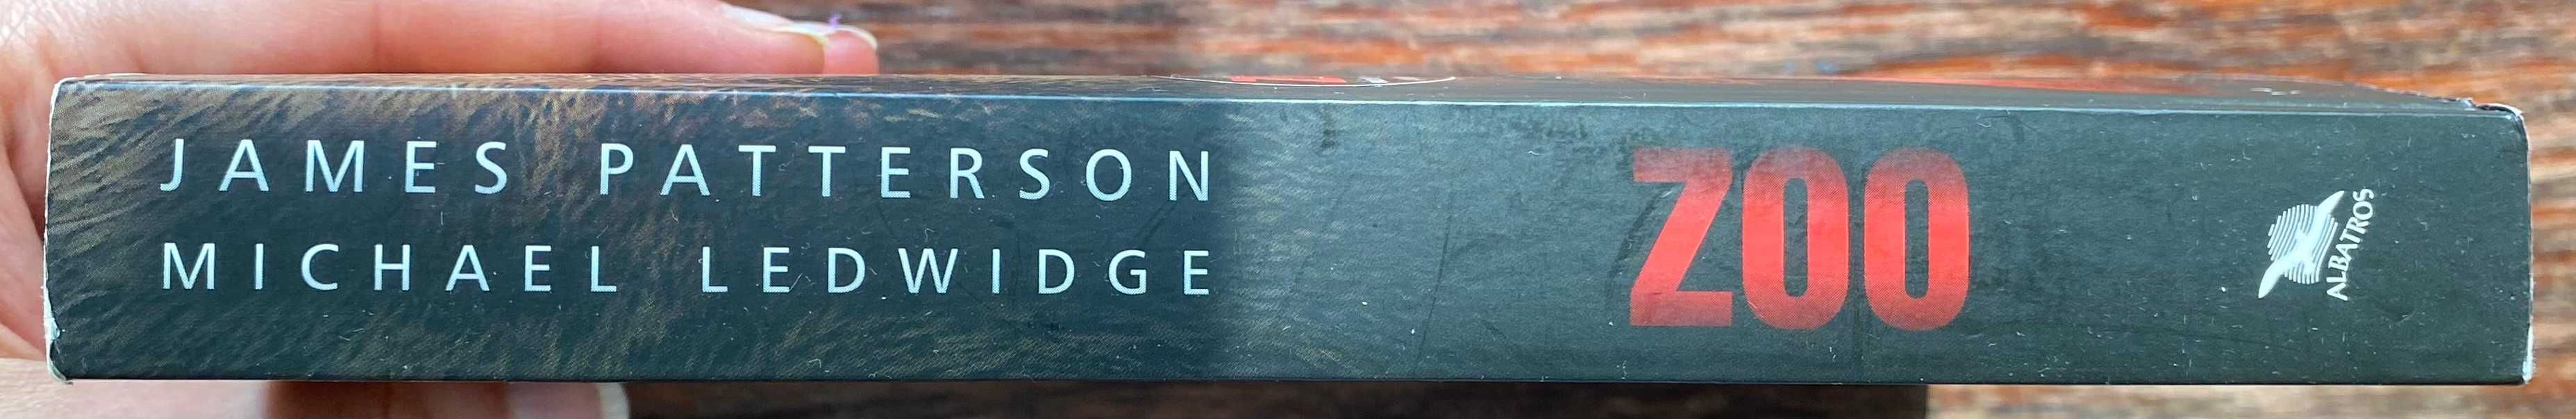 JAMES PATTERSON
MICHAEL LEDWIDGE
ZOO
ALBATROS